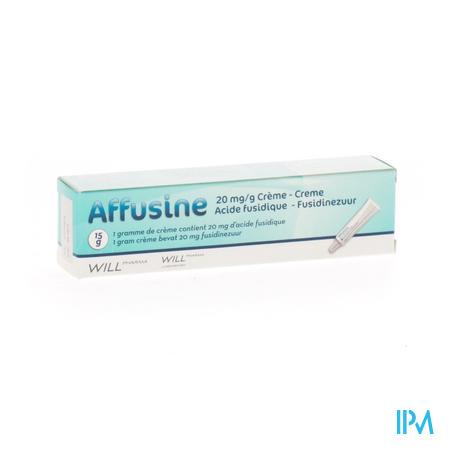 Affusine
20 mg/g Crème - Creme
Acide fusidique - Fusidinezuur
15 g
1 gramme de crème contient 20 mg d'acide fusidique
1 gram crème bevat 20 mg fusidinezuur
WILL PHARMA WILL PHARMA
IPM